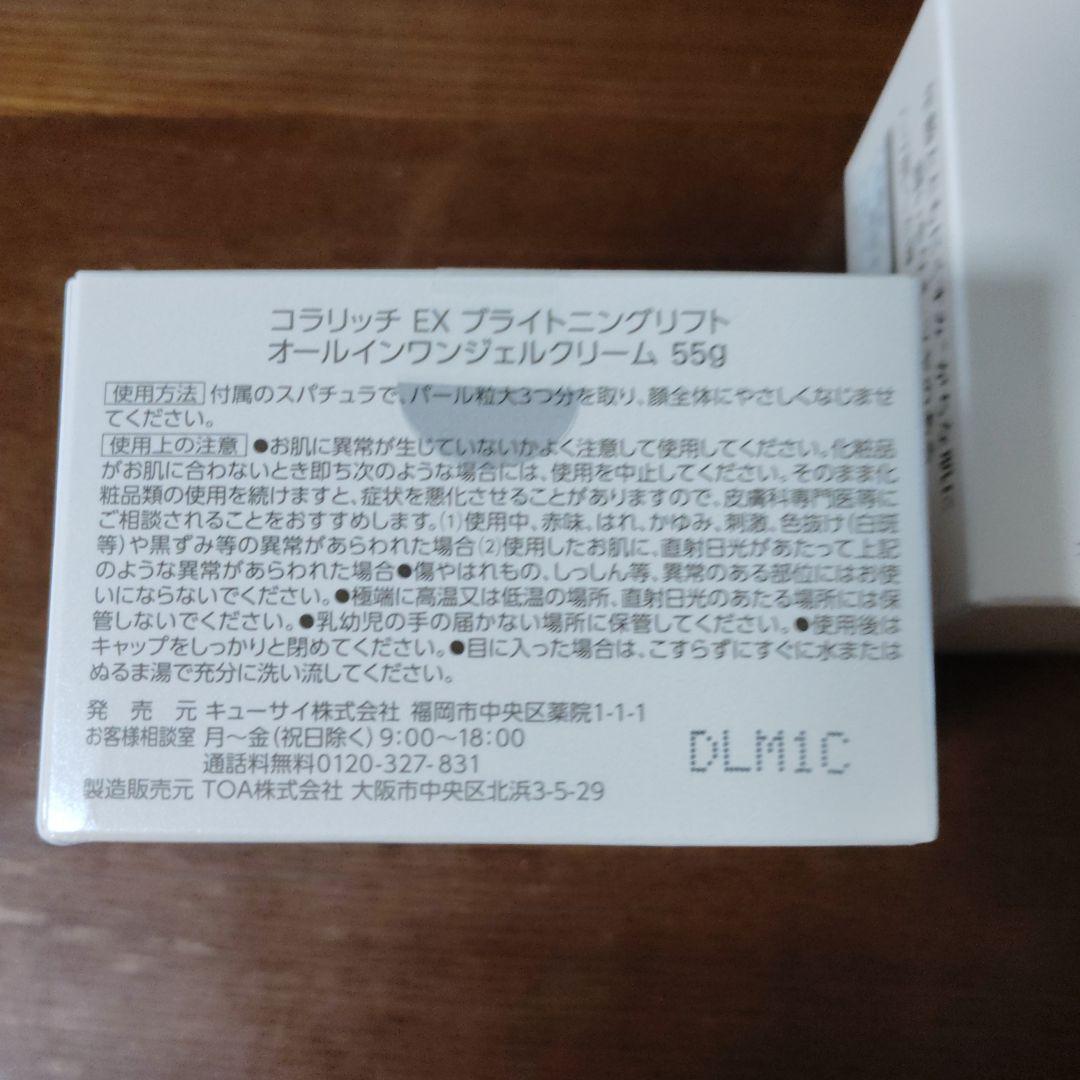 コラリッチ EX ブライトニングリフト
オールインワンジェルクリーム 55g
使用方法 付属のスパチュラで、パール粒大3つ分を取り、顔全体にやさしくなじませ
てください。
使用上の注意 ●お肌に異常が生じていないかよく注意して使用してください。化粧品
がお肌に合わないとき即ち次のような場合には、使用を中止してください。そのまま化
粧品類の使用を続けますと、症状を悪化させることがありますので、皮膚科専門医等に
ご相談されることをおすすめします。(1)使用中、赤味、はれ、かゆみ、刺激、色抜け(白斑
等)や黒ずみ等の異常があらわれた場合(2)使用したお肌に、直射日光があたって上記
のような異常があらわれた場合●傷やはれもの、しっしん等、異常のある部位にはお使
いにならないでください。●極端に高温又は低温の場所、直射日光のあたる場所には保
管しないでください。●乳幼児の手の届かない場所に保管してください。●使用後は
キャップをしっかりと閉めてください。●目に入った場合は、こすらずにすぐに水または
ぬるま湯で充分に洗い流してください。
発売元 キューサイ株式会社 福岡市中央区薬院1-1-1
お客様相談室 月〜金(祝日除く)9:00〜18:00
通話料無料0120-327-831
製造販売元 TOA株式会社 大阪市中央区北浜3-5-29
DLM1C